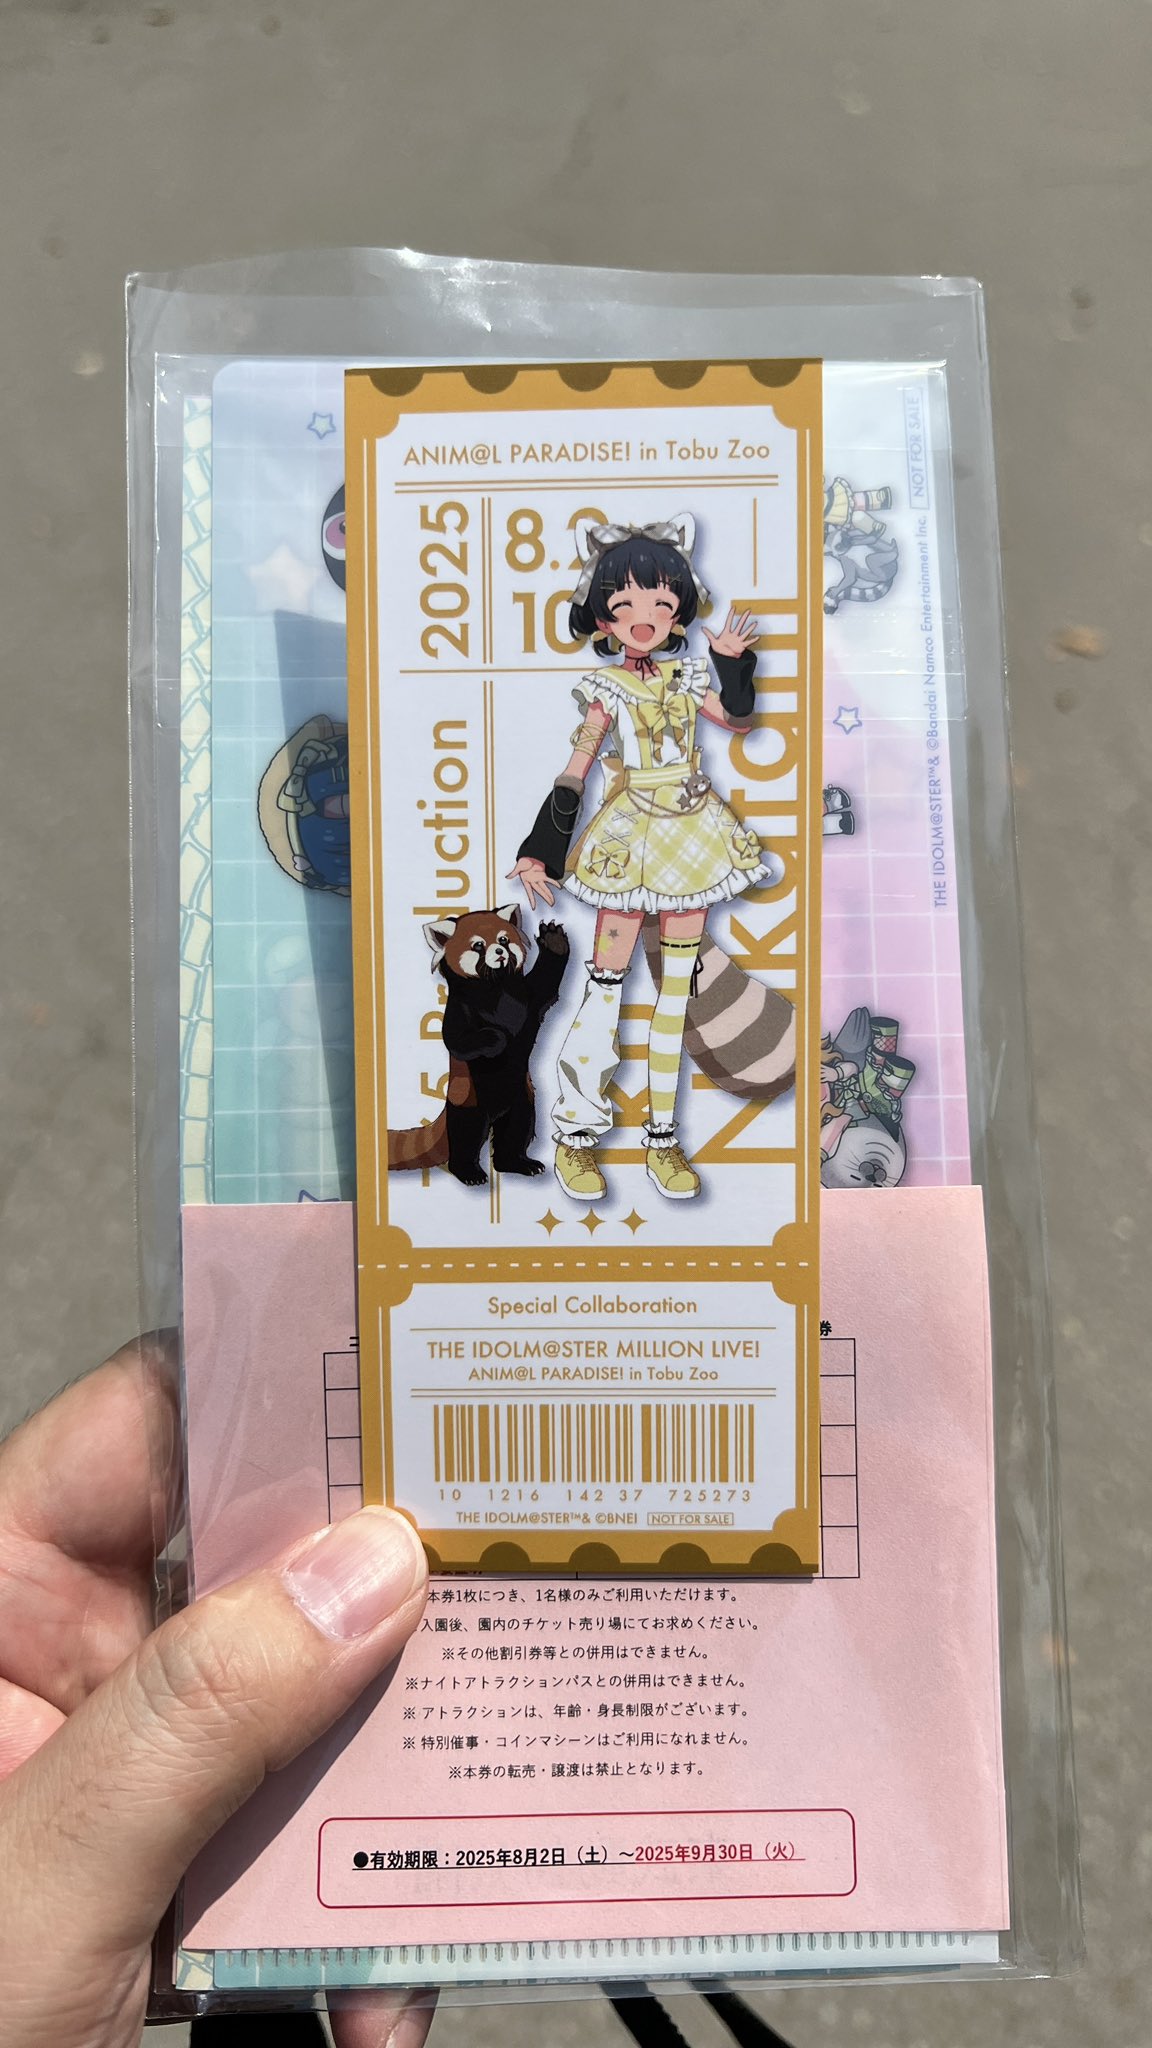 ANIM@L PARADISE! in Tobu Zoo
2025
8.2
10
Nakatani
Iku
Special Collaboration
THE IDOLM@STER MILLION LIVE!
ANIM@L PARADISE! in Tobu Zoo
10 1216 142 37 725273
THE IDOLM@STER™& ©BNEI NOT FOR SALE
NOT FOR SALE
THE IDOLM@STER™& ©Bandai Namco Entertainment Inc.
券
本券1枚につき、1名様のみご利用いただけます。
入園後、園内のチケット売り場にてお求めください。
※その他割引券等との併用はできません。
※ナイトアトラクションパスとの併用はできません。
※ アトラクションは、年齢・身長制限がございます。
※ 特別催事・コインマシーンはご利用になれません。
※本券の転売・譲渡は禁止となります。
●有効期限：2025年8月2日（土）～2025年9月30日（火）